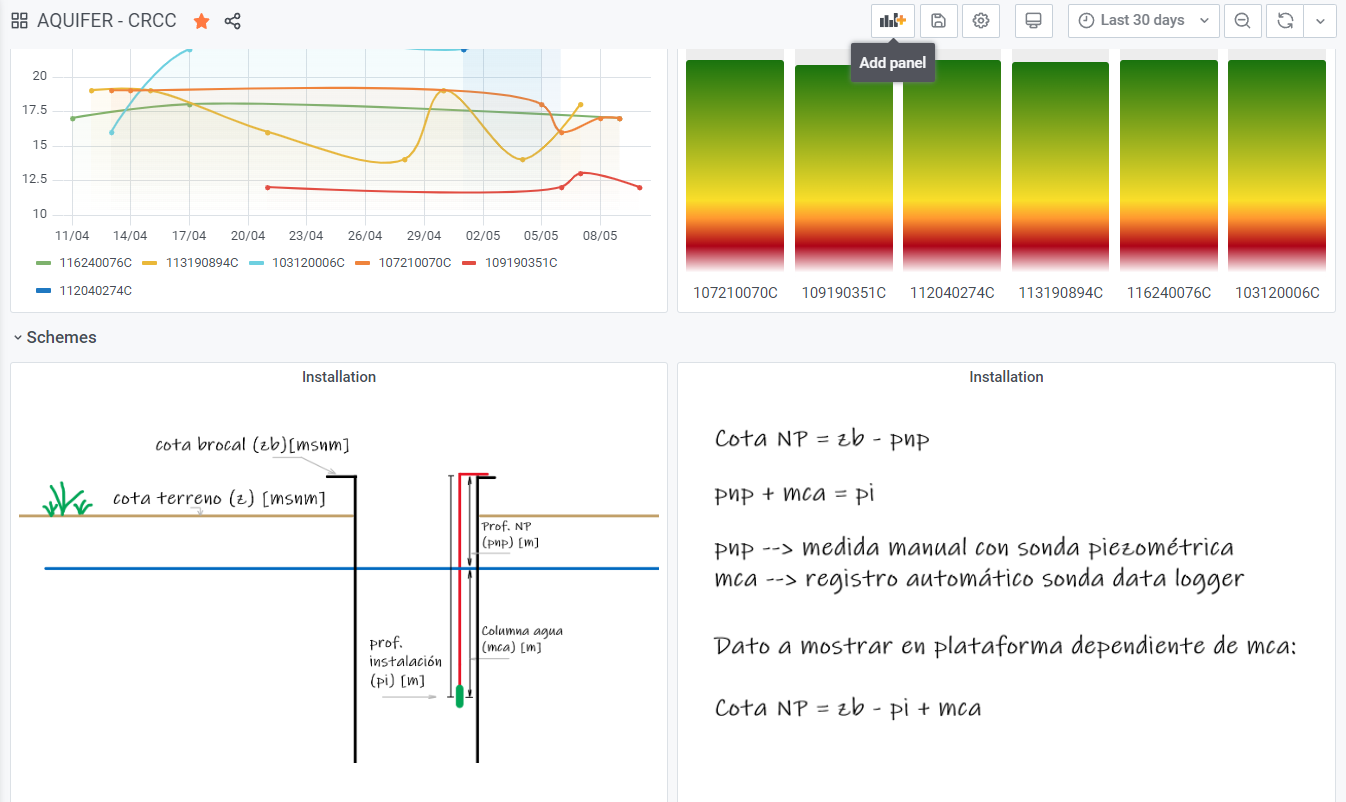 AQUIFER - CRCC
Last 30 days
Add panel
20
17.5
15
12.5
10
11/04 14/04 17/04 20/04 23/04 26/04 29/04 02/05 05/05 08/05
116240076C 113190894C 103120006C 107210070C 109190351C
112040274C
107210070C 109190351C 112040274C 113190894C 116240076C 103120006C
Schemes
Installation
cota brocal (zb)[msnm]
cota terreno (z) [msnm]
Prof. NP
(pnp) [m]
Columna agua
(mca) [m]
prof.
instalación
(pi) [m]
Installation
Cota NP = zb - pnp
pnp + mca = pi
pnp --> medida manual con sonda piezométrica
mca --> registro automático sonda data logger
Dato a mostrar en plataforma dependiente de mca:
Cota NP = zb - pi + mca